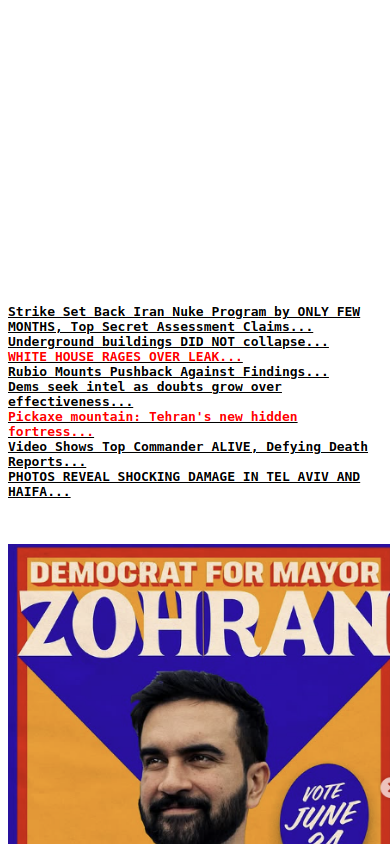 Strike Set Back Iran Nuke Program by ONLY FEW
MONTHS, Top Secret Assessment Claims...
Underground buildings DID NOT collapse...
WHITE HOUSE RAGES OVER LEAK...
Rubio Mounts Pushback Against Findings...
Dems seek intel as doubts grow over
effectiveness...
Pickaxe mountain: Tehran's new hidden
fortress...
Video Shows Top Commander ALIVE, Defying Death
Reports...
PHOTOS REVEAL SHOCKING DAMAGE IN TEL AVIV AND
HAIFA...
DEMOCRAT FOR MAYOR
ZOHRAN
VOTE
JUNE
24